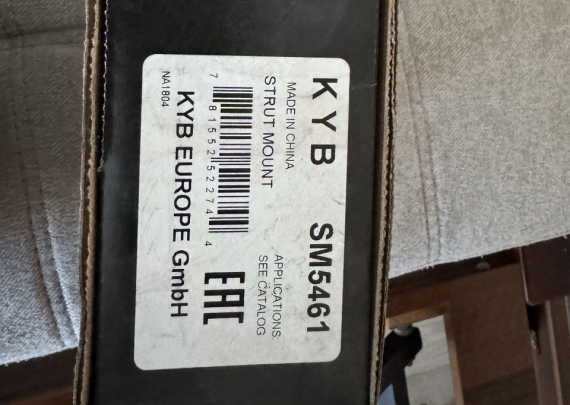 KYB SM5461
MADE IN CHINA
STRUT MOUNT
APPLICATIONS
SEE CATALOG
7 81552 52274 4
EAC
KYB EUROPE GmbH
NA1804